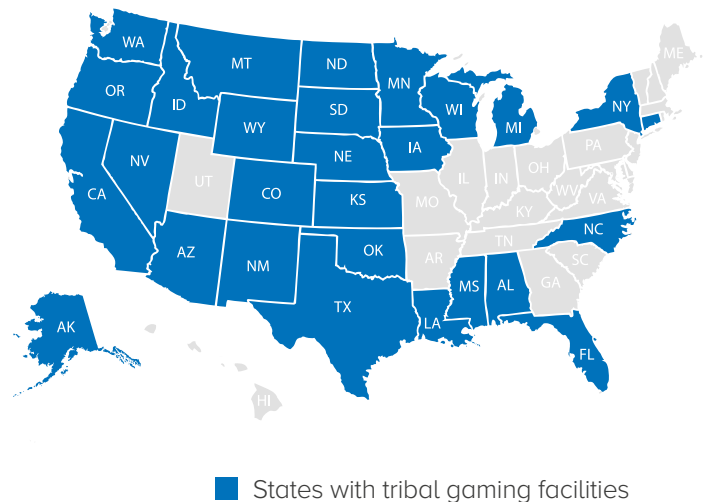 ME
WA
MT
ND
MN
OR
ID
SD
WI
NY
MI
WY
IA
NE
PA
NV
OH
IL
IN
UT
CO
WV
VA
CA
KS
MO
KY
NC
TN
OK
AZ
AR
SC
NM
MS
AL
GA
TX
LA
AK
FL
HI
States with tribal gaming facilities